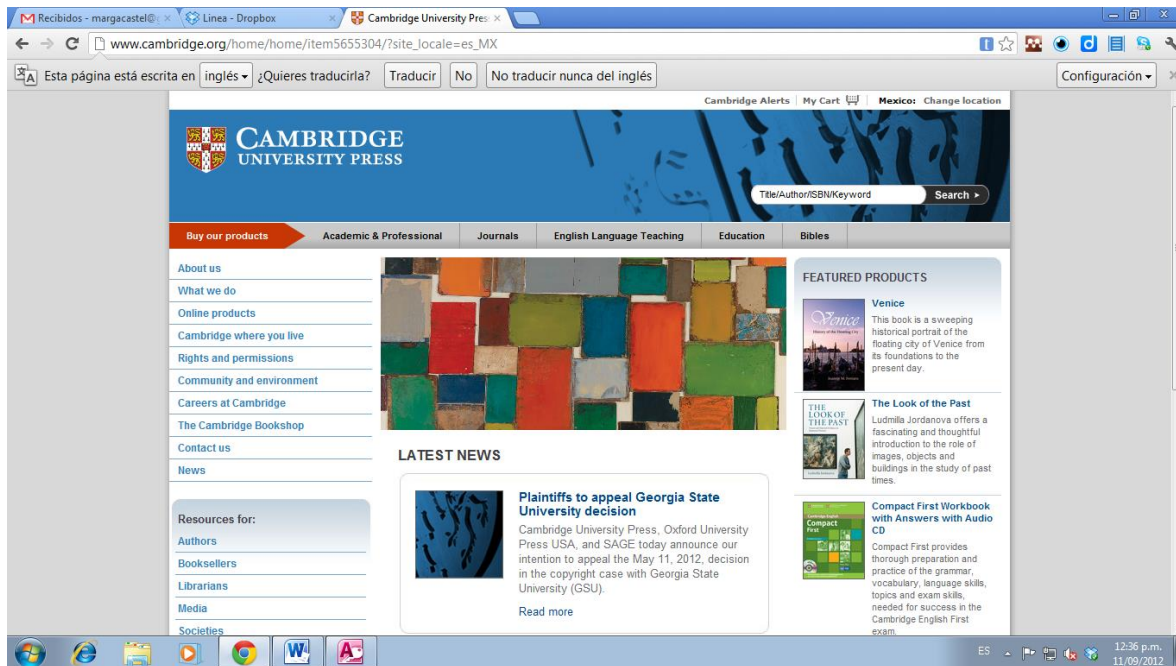 Recibidos - margacastel@g
Linea - Dropbox
Cambridge University Pres
www.cambridge.org/home/home/item5655304/?site_locale=es_MX
Esta página está escrita en inglés ¿Quieres traducirla? Traducir No No traducir nunca del inglés Configuración
Cambridge Alerts My Cart Mexico: Change location
CAMBRIDGE
UNIVERSITY PRESS
Title/Author/ISBN/Keyword Search
Buy our products Academic & Professional Journals English Language Teaching Education Bibles
About us
What we do
Online products
Cambridge where you live
Rights and permissions
Community and environment
Careers at Cambridge
The Cambridge Bookshop
Contact us
News
Resources for:
Authors
Booksellers
Librarians
Media
Societies
LATEST NEWS
Plaintiffs to appeal Georgia State
University decision
Cambridge University Press, Oxford University
Press USA, and SAGE today announce our
intention to appeal the May 11, 2012, decision
in the copyright case with Georgia State
University (GSU).
Read more
FEATURED PRODUCTS
Venice
Venice
This book is a sweeping
historical portrait of the
floating city of Venice from
its foundations to the
present day.
THE
LOOK OF
THE PAST
The Look of the Past
Ludmilla Jordanova offers a
fascinating and thoughtful
introduction to the role of
images, objects and
buildings in the study of past
times.
Compact
First
Compact First Workbook
with Answers with Audio
CD
Compact First provides
thorough preparation and
practice of the grammar,
vocabulary, language skills,
topics and exam skills,
needed for success in the
Cambridge English First
exam.
ES
12:36 p.m.
11/09/2012